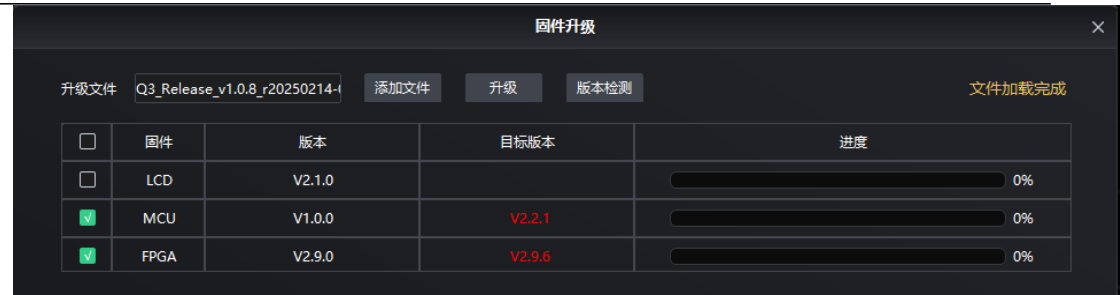 固件升级
升级文件 Q3_Release_v1.0.8_r20250214- 添加文件 升级 版本检测 文件加载完成
固件 版本 目标版本 进度
LCD V2.1.0 0%
MCU V1.0.0 V2.2.1 0%
FPGA V2.9.0 V2.9.6 0%